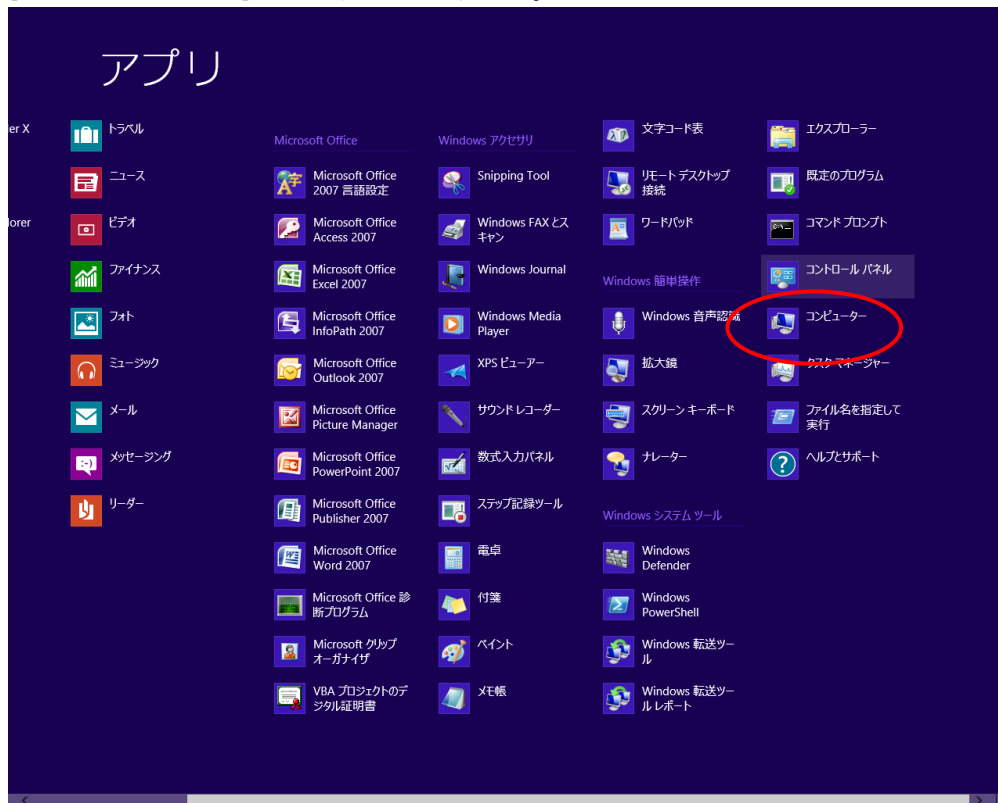 アプリ
er X
lorer
トラベル
ニュース
ビデオ
ファイナンス
フォト
ミュージック
メール
メッセージング
リーダー
Microsoft Office
Microsoft Office
2007 言語設定
Microsoft Office
Access 2007
Microsoft Office
Excel 2007
Microsoft Office
InfoPath 2007
Microsoft Office
Outlook 2007
Microsoft Office
Picture Manager
Microsoft Office
PowerPoint 2007
Microsoft Office
Publisher 2007
Microsoft Office
Word 2007
Microsoft Office 診
断プログラム
Microsoft クリップ
オーガナイザ
VBA プロジェクトのデ
ジタル証明書
Windows アクセサリ
Snipping Tool
Windows FAX とス
キャン
Windows Journal
Windows Media
Player
XPS ビューアー
サウンド レコーダー
数式入力パネル
ステップ記録ツール
電卓
付箋
ペイント
メモ帳
文字コード表
リモート デスクトップ
接続
ワードパッド
Windows 簡単操作
Windows 音声認識
拡大鏡
スクリーン キーボード
ナレーター
Windows システム ツール
Windows
Defender
Windows
PowerShell
Windows 転送ツー
ル
Windows 転送ツー
ル レポート
エクスプローラー
既定のプログラム
コマンド プロンプト
コントロール パネル
コンピューター
タスク マネージャー
ファイル名を指定して
実行
ヘルプとサポート